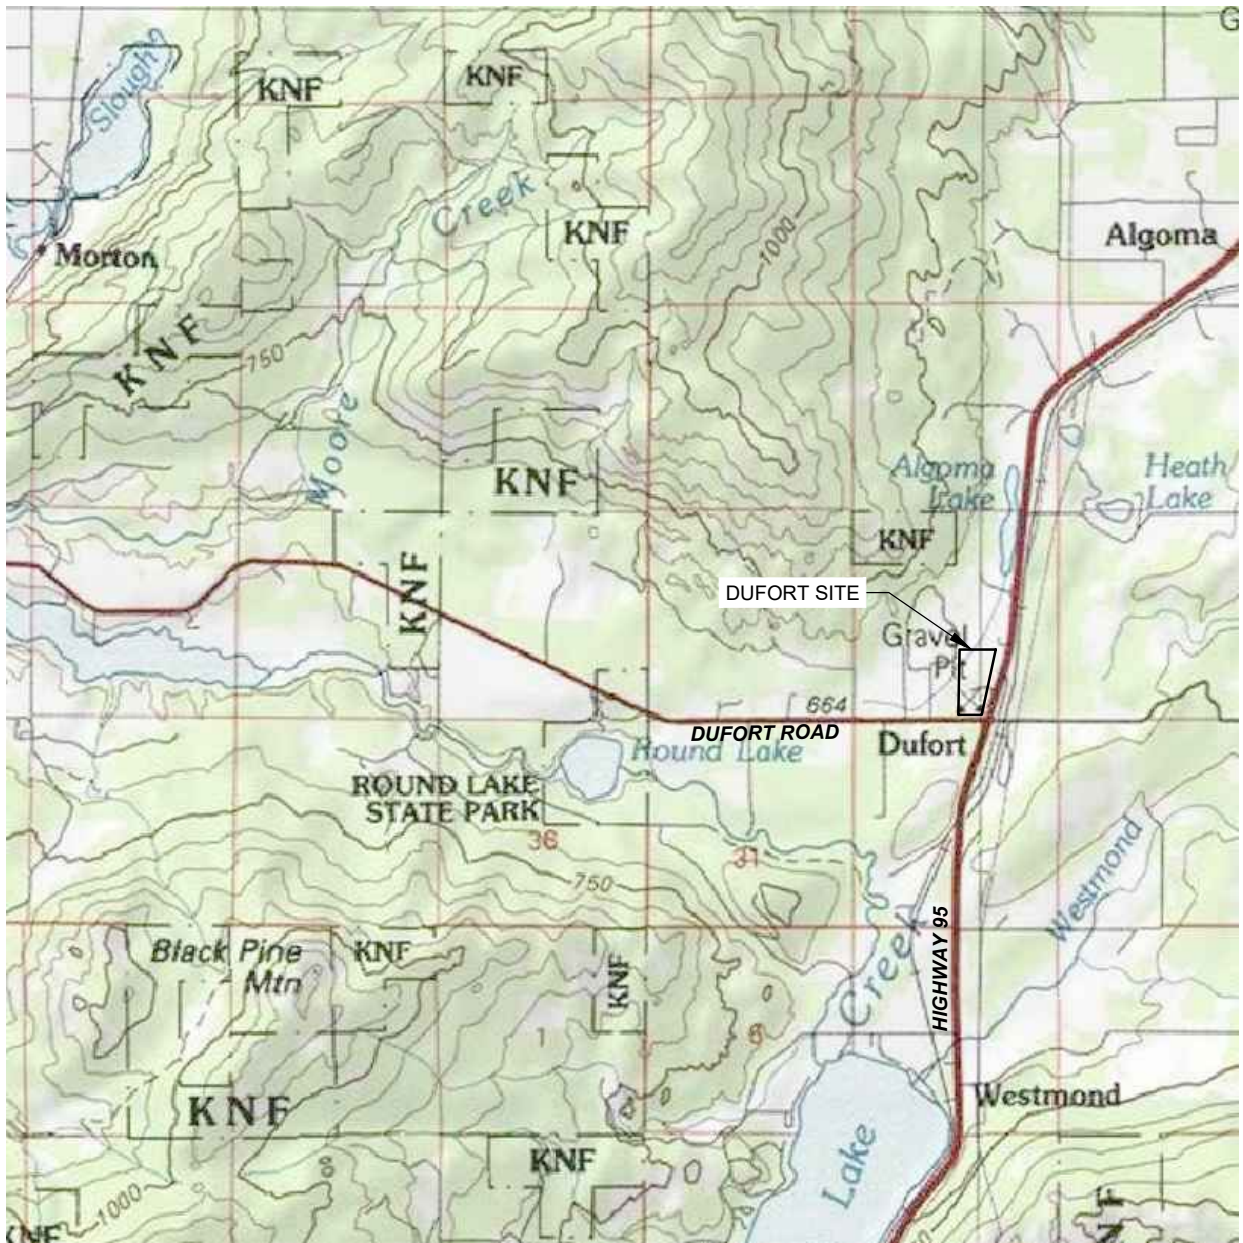 G
KNF
KNF
Slough
Creek
KNF
Algoma
Morton
1000
KNF
750
Moore
KNF
Algoma
Lake
Heath
Lake
KNF
KNF
DUFORT SITE
Gravel
Pit
664
DUFORT ROAD
Dufort
Round Lake
ROUND LAKE
STATE PARK
36
31
750
Westmond
Creek
HIGHWAY 95
Black Pine
Mtn
KNF
KNF
1
6
Westmond
KNF
KNF
Lake
1000
KNF